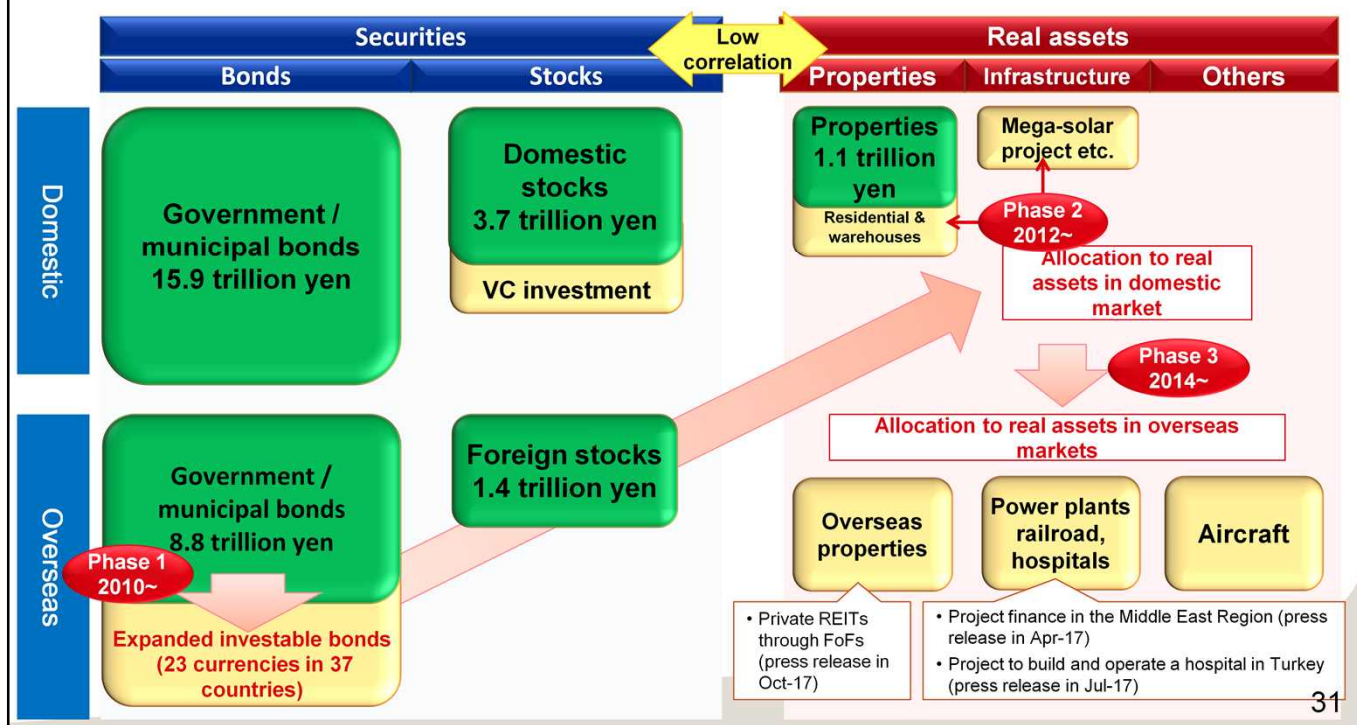 Securities
Low
correlation
Real assets
Bonds
Stocks
Properties
Infrastructure
Others
Domestic
Government /
municipal bonds
15.9 trillion yen
Domestic
stocks
3.7 trillion yen
VC investment
Properties
1.1 trillion
yen
Residential &
warehouses
Mega-solar
project etc.
Phase 2
2012~
Allocation to real
assets in domestic
market
Phase 3
2014~
Allocation to real assets in overseas
markets
Overseas
Government /
municipal bonds
8.8 trillion yen
Phase 1
2010~
Expanded investable bonds
(23 currencies in 37
countries)
Foreign stocks
1.4 trillion yen
Overseas
properties
Power plants
railroad,
hospitals
Aircraft
• Private REITs
through FoFs
(press release in
Oct-17)
• Project finance in the Middle East Region (press
release in Apr-17)
• Project to build and operate a hospital in Turkey
(press release in Jul-17)
31